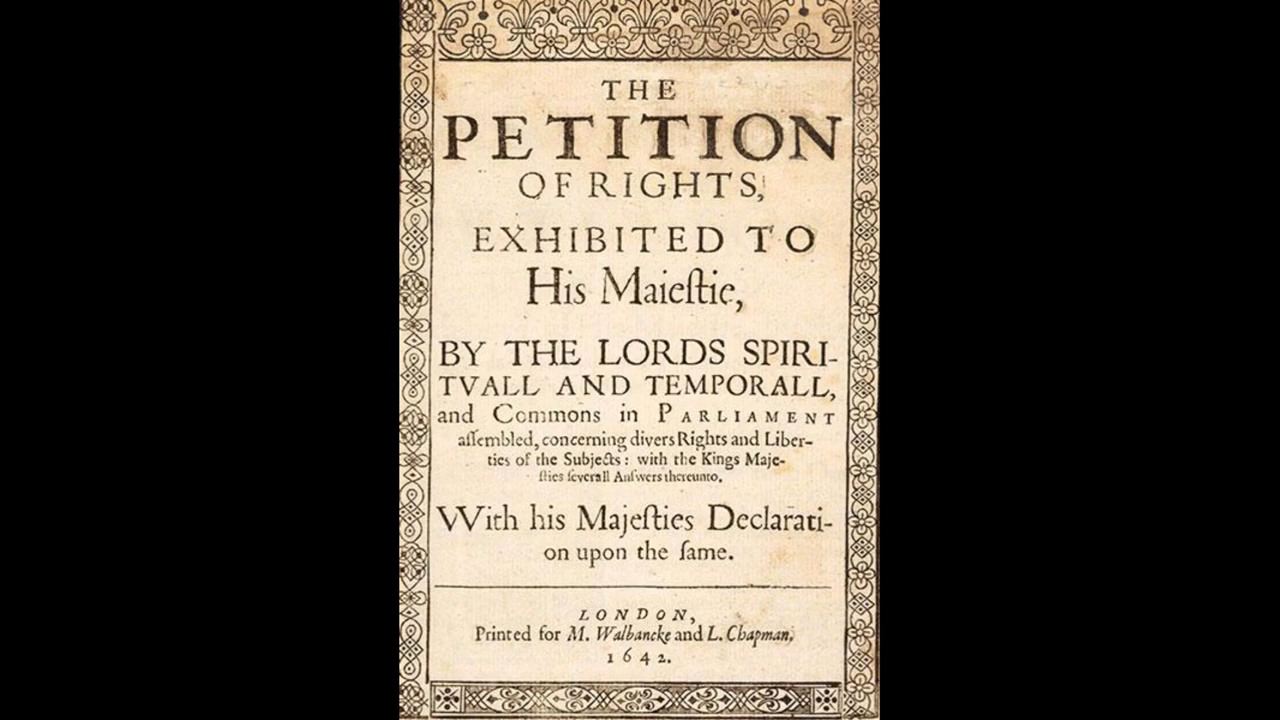 THE
PETITION
OF RIGHTS,
EXHIBITED TO
His Maieſtie,
BY THE LORDS SPIRI-
TVALL AND TEMPORALL,
and Commons in PARLIAMENT
aſſembled, concerning divers Rights and Liber-
ties of the Subjects: with the Kings Maje-
ſties ſeverall Anſwers thereunto.
With his Majeſties Declarati-
on upon the ſame.
LONDON,
Printed for M. Walbancke and L. Chapman.
1642.